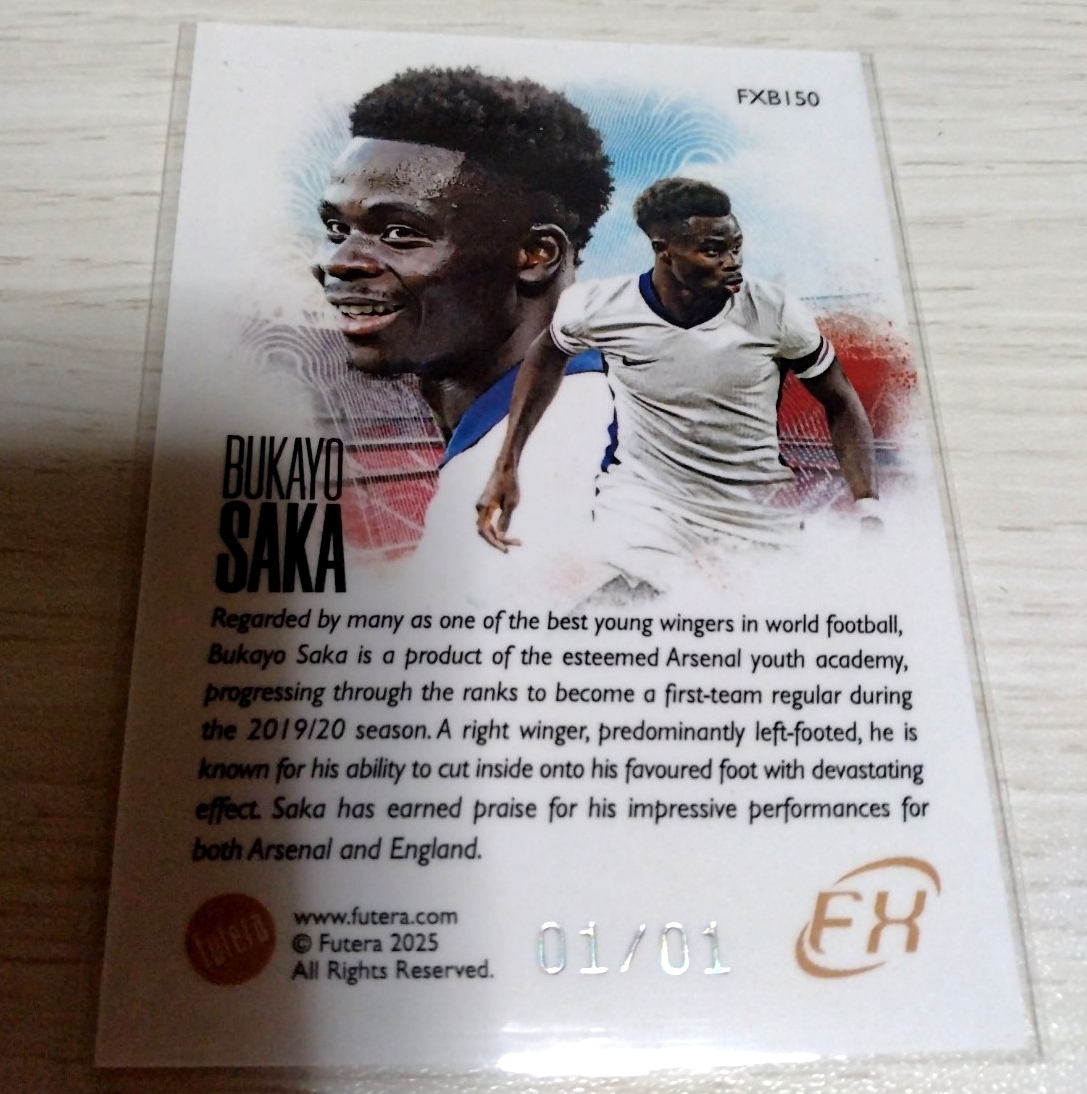 FXB150
BUKAYO
SAKA
Regarded by many as one of the best young wingers in world football,
Bukayo Saka is a product of the esteemed Arsenal youth academy,
progressing through the ranks to become a first-team regular during
the 2019/20 season. A right winger, predominantly left-footed, he is
known for his ability to cut inside onto his favoured foot with devastating
effect. Saka has earned praise for his impressive performances for
both Arsenal and England.
futera
www.futera.com
© Futera 2025
All Rights Reserved.
01/01
FX